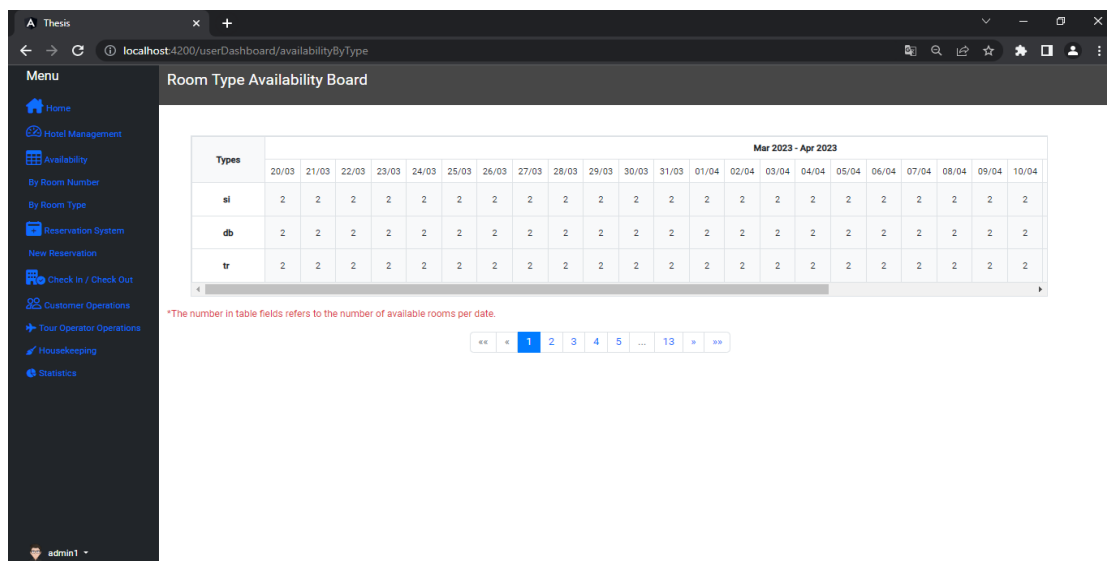 Thesis
localhost:4200/userDashboard/availabilityByType
Menu
Room Type Availability Board
Home
Hotel Management
Availability
By Room Number
By Room Type
Reservation System
New Reservation
Check In / Check Out
Customer Operations
Tour Operator Operations
Housekeeping
Statistics
admin1
Mar 2023 - Apr 2023
Types
20/03 21/03 22/03 23/03 24/03 25/03 26/03 27/03 28/03 29/03 30/03 31/03 01/04 02/04 03/04 04/04 05/04 06/04 07/04 08/04 09/04 10/04
si 2 2 2 2 2 2 2 2 2 2 2 2 2 2 2 2 2 2 2 2 2 2
db 2 2 2 2 2 2 2 2 2 2 2 2 2 2 2 2 2 2 2 2 2 2
tr 2 2 2 2 2 2 2 2 2 2 2 2 2 2 2 2 2 2 2 2 2 2
*The number in table fields refers to the number of available rooms per date.
«« « 1 2 3 4 5 ... 13 » »»